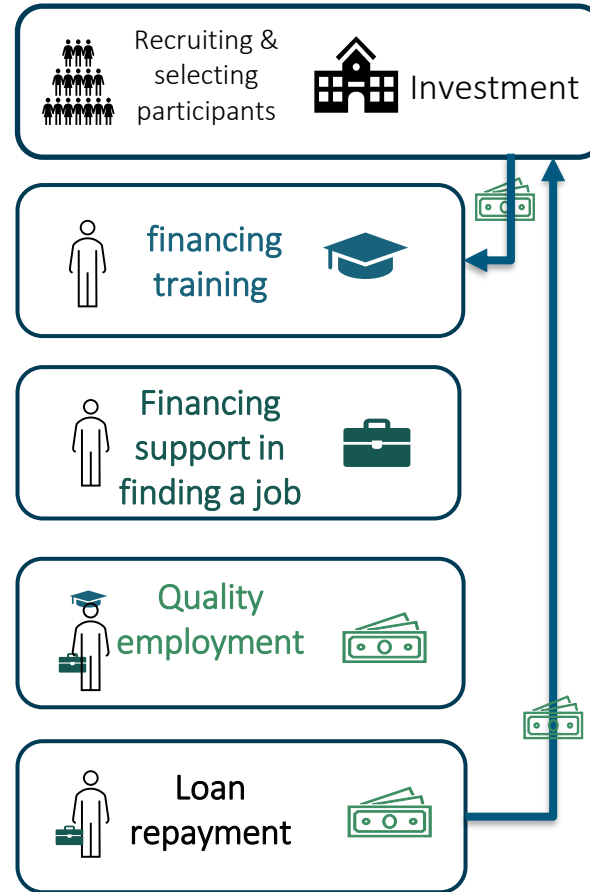 Recruiting &
selecting
participants
Investment
financing
training
Financing
support in
finding a job
Quality
employment
Loan
repayment